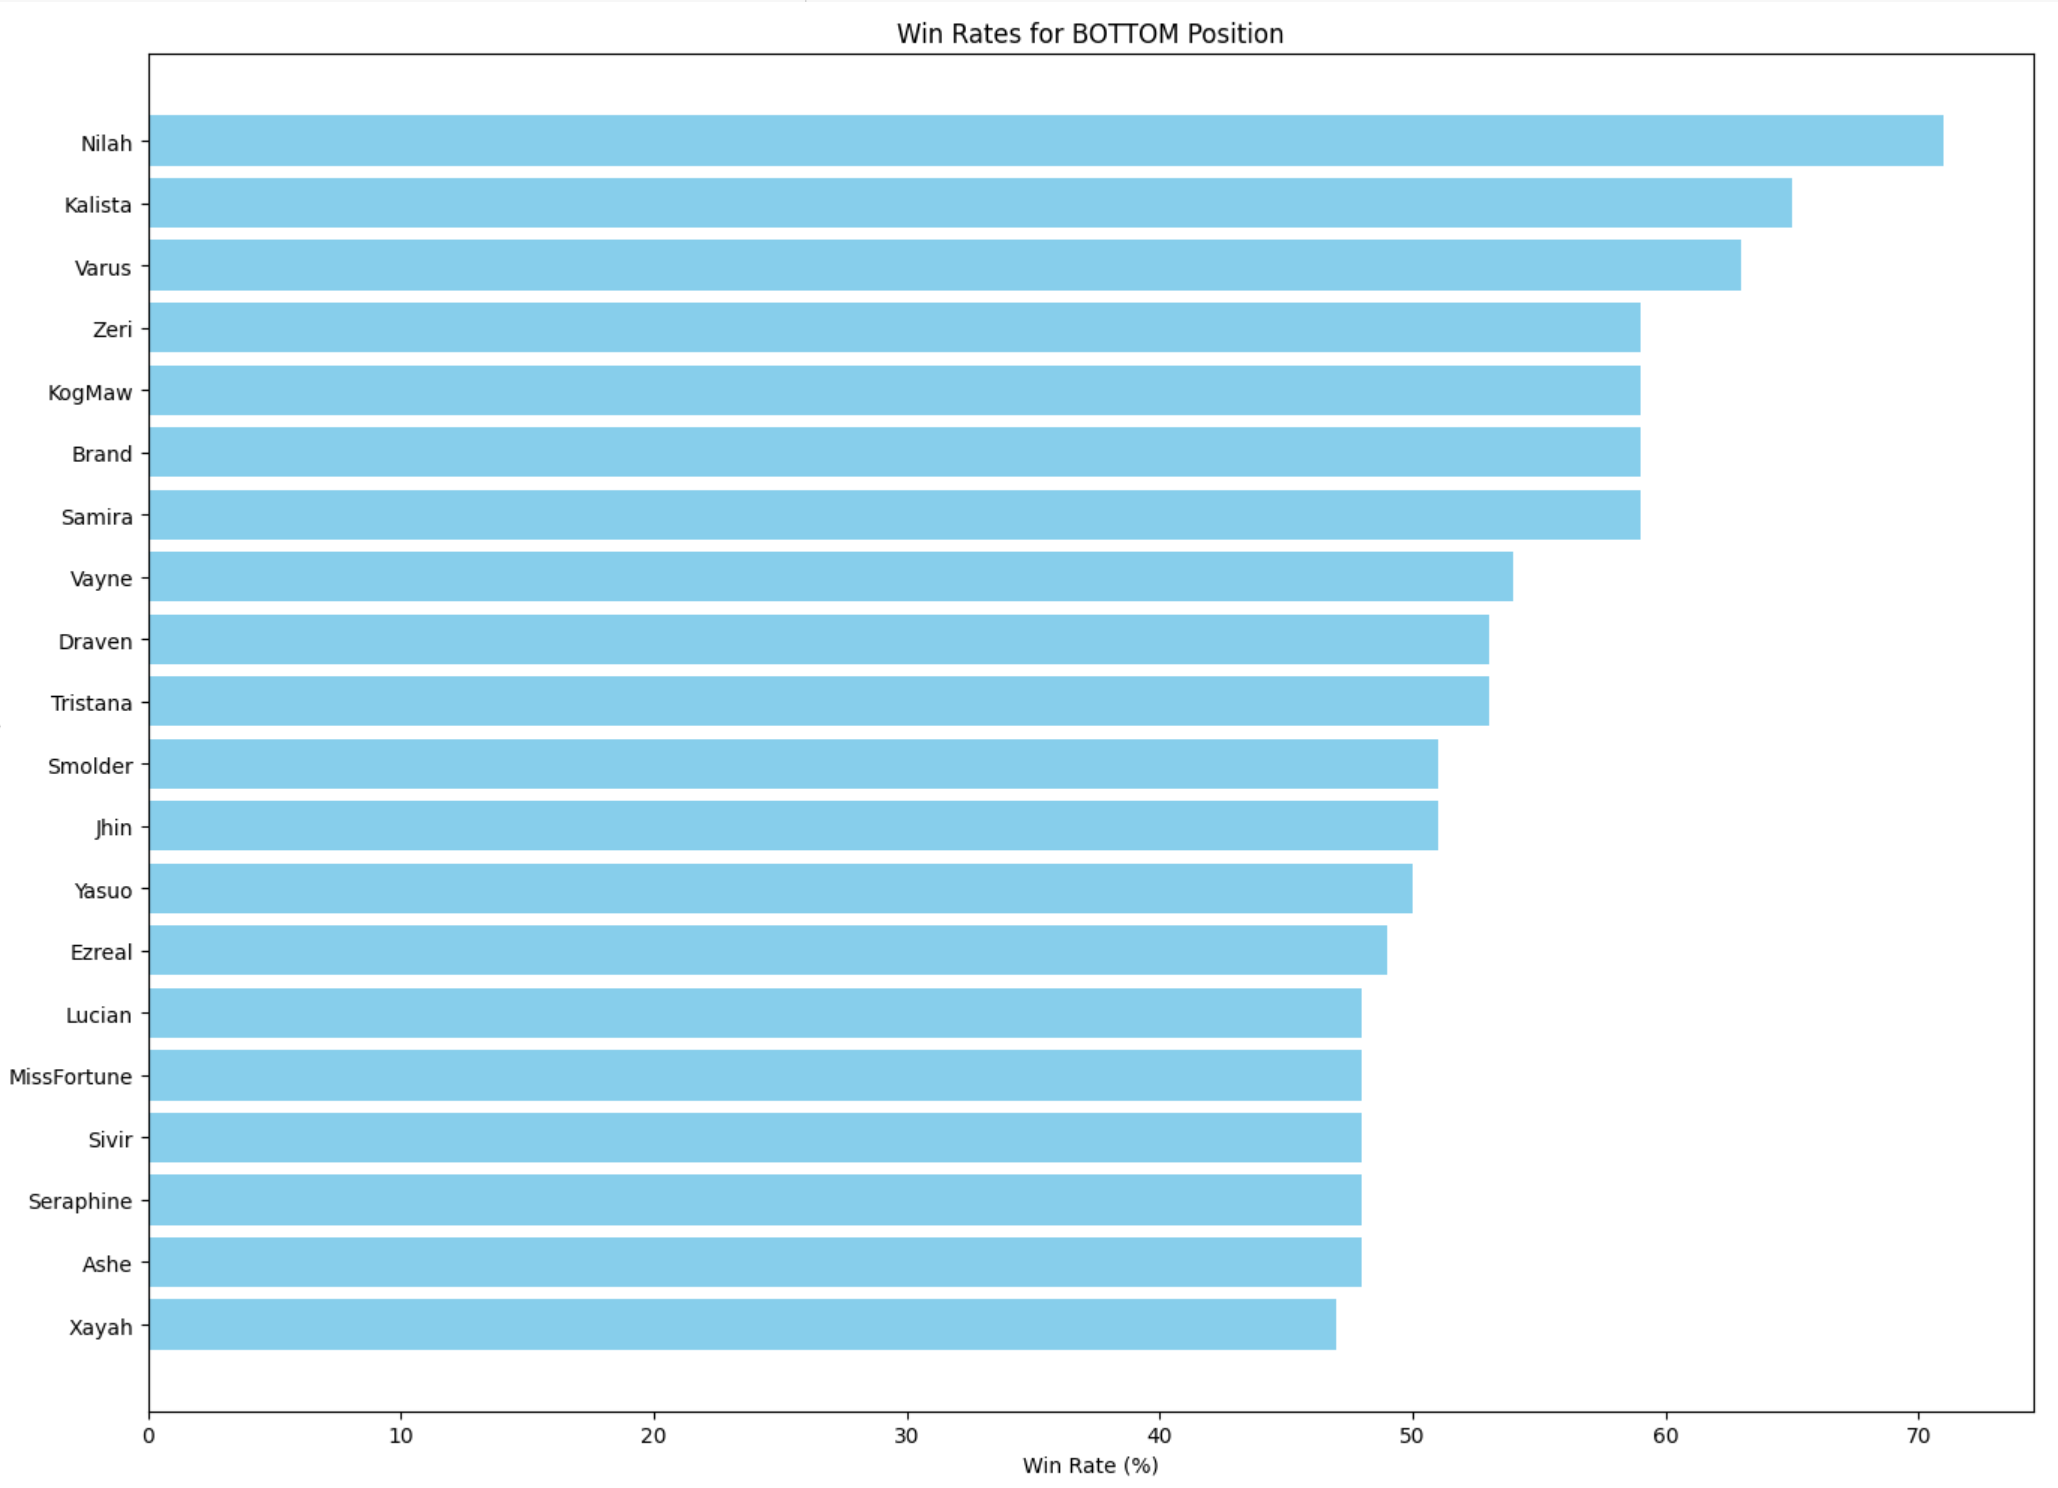 Win Rates for BOTTOM Position
Nilah
Kalista
Varus
Zeri
KogMaw
Brand
Samira
Vayne
Draven
Tristana
Smolder
Jhin
Yasuo
Ezreal
Lucian
MissFortune
Sivir
Seraphine
Ashe
Xayah
0 10 20 30 40 50 60 70
Win Rate (%)